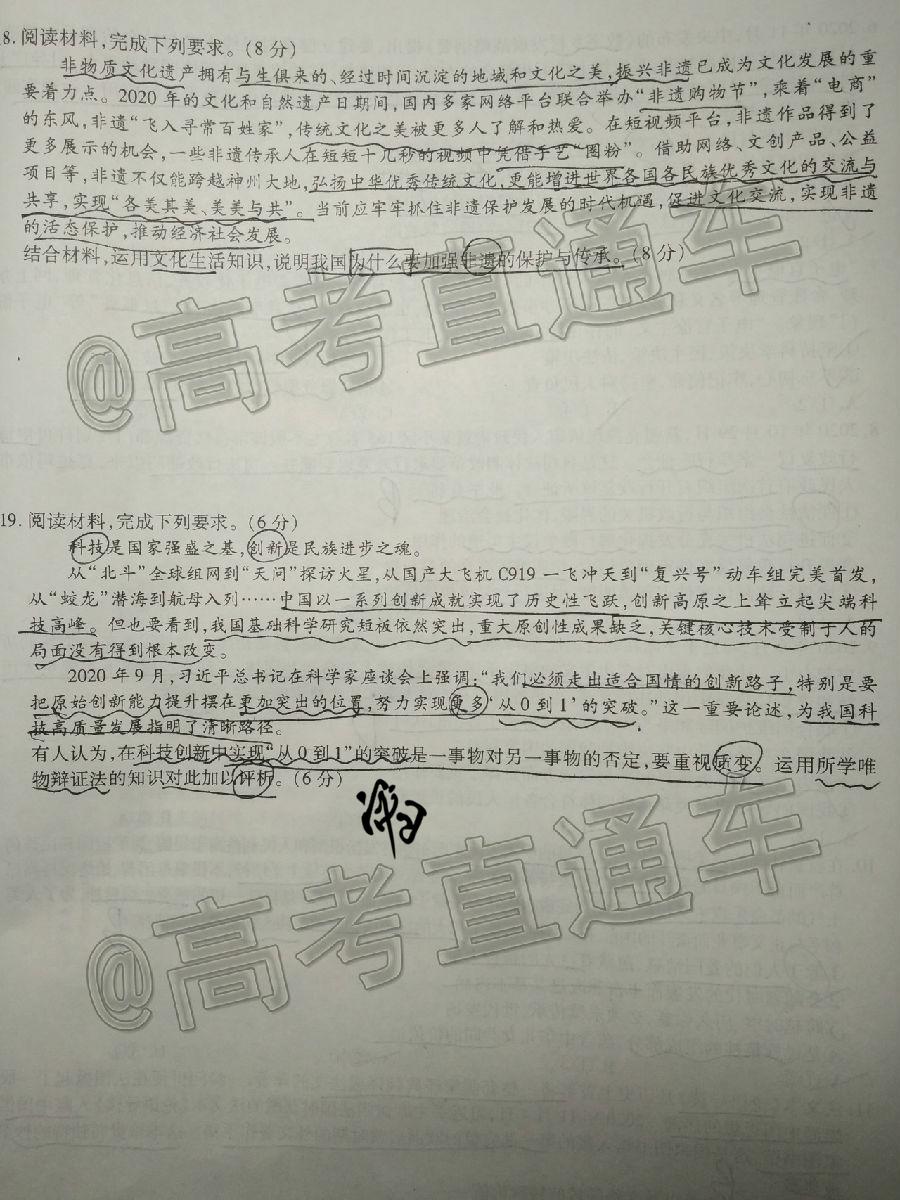 8. 阅读材料,完成下列要求。(8 分)
非物质文化遗产拥有与生俱来的、经过时间沉淀的地域和文化之美,振兴非遗已成为文化发展的重
要着力点。2020 年的文化和自然遗产日期间,国内多家网络平台联合举办“非遗购物节”,乘着“电商”
的东风,非遗“飞入寻常百姓家”,传统文化之美被更多人了解和热爱。在短视频平台,非遗作品得到了
更多展示的机会,一些非遗传承人在短短十几秒的视频中凭借手艺“圈粉”。借助网络、文创产品、公益
项目等,非遗不仅能跨越神州大地,弘扬中华优秀传统文化,更能增进世界各国各民族优秀文化的交流与
共享,实现“各美其美、美美与共”。当前应牢牢抓住非遗保护发展的时代机遇,促进文化交流,实现非遗
的活态保护,推动经济社会发展。
结合材料,运用文化生活知识,说明我国为什么要加强非遗的保护与传承。(8 分)
@高考直通车
19. 阅读材料,完成下列要求。(6 分)
科技是国家强盛之基,创新是民族进步之魂。
从“北斗”全球组网到“天问”探访火星,从国产大飞机 C919 一飞冲天到“复兴号”动车组完美首发,
从“蛟龙”潜海到航母入列……中国以一系列创新成就实现了历史性飞跃,创新高原之上耸立起尖端科
技高峰。但也要看到,我国基础科学研究短板依然突出,重大原创性成果缺乏,关键核心技术受制于人的
局面没有得到根本改变。
2020 年 9 月,习近平总书记在科学家座谈会上强调:“我们必须走出适合国情的创新路子,特别是要
把原始创新能力提升摆在更加突出的位置,努力实现更多‘从 0 到 1’的突破。”这一重要论述,为我国科
技高质量发展指明了清晰路径。
有人认为,在科技创新中实现“从 0 到 1”的突破是一事物对另一事物的否定,要重视质变。运用所学唯
物辩证法的知识对此加以评析。(6 分)
@高考直通车